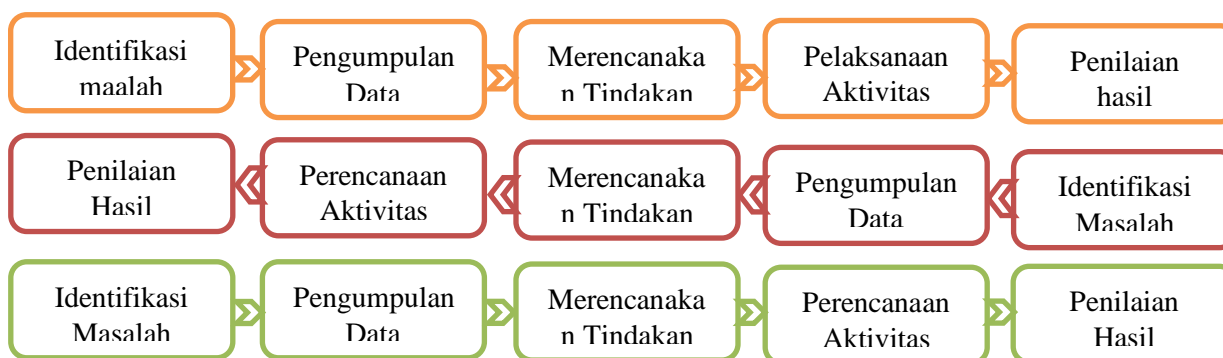 Identifikasi
maalah
Pengumpulan
Data
Merencanaka
n Tindakan
Pelaksanaan
Aktivitas
Penilaian
hasil
Penilaian
Hasil
Perencanaan
Aktivitas
Merencanaka
n Tindakan
Pengumpulan
Data
Identifikasi
Masalah
Identifikasi
Masalah
Pengumpulan
Data
Merencanaka
n Tindakan
Perencanaan
Aktivitas
Penilaian
Hasil